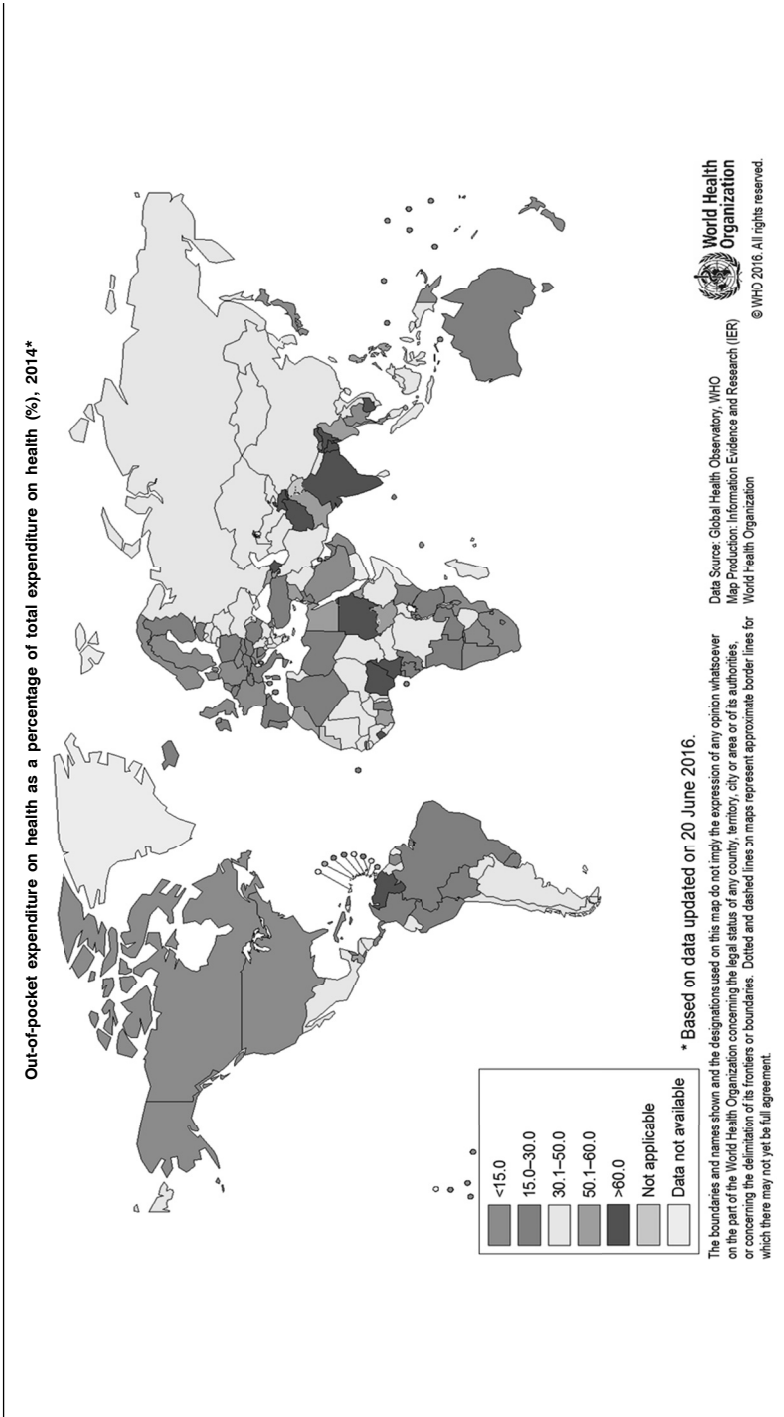 Out-of-pocket expenditure on health as a percentage of total expenditure on health (%), 2014*
<15.0
15.0–30.0
30.1–50.0
50.1–60.0
>60.0
Not applicable
Data not available
* Based on data updated on 20 June 2016.
The boundaries and names shown and the designations used on this map do not imply the expression of any opinion whatsoever
on the part of the World Health Organization concerning the legal status of any country, territory, city or area or of its authorities,
or concerning the delimitation of its frontiers or boundaries. Dotted and dashed lines on maps represent approximate border lines for
which there may not yet be full agreement.
Data Source: Global Health Observatory, WHO
Map Production: Information Evidence and Research (IER)
World Health Organization
World Health
Organization
© WHO 2016. All rights reserved.